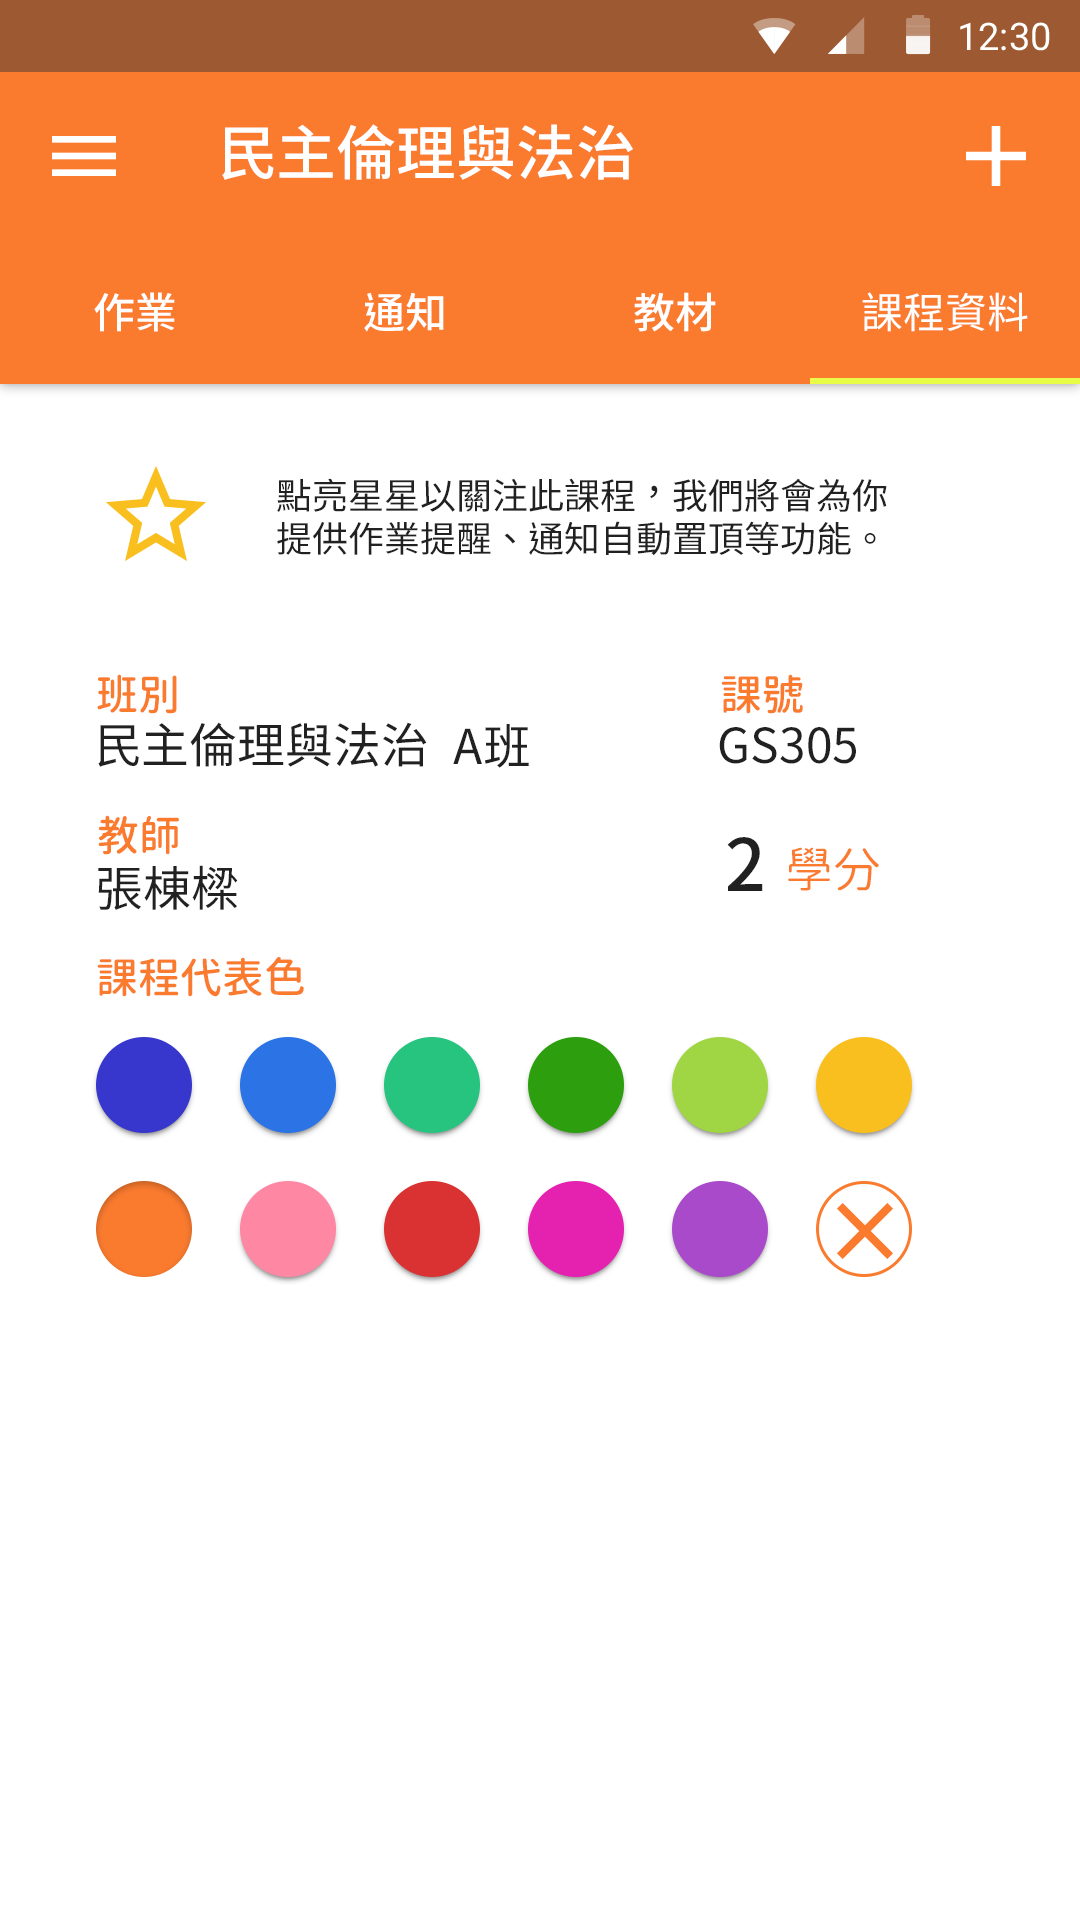 12:30
民主倫理與法治
作業 通知 教材 課程資料
點亮星星以關注此課程，我們將會為你
提供作業提醒、通知自動置頂等功能。
班別 課號
民主倫理與法治 A班 GS305
教師
張棟樑 2 學分
課程代表色